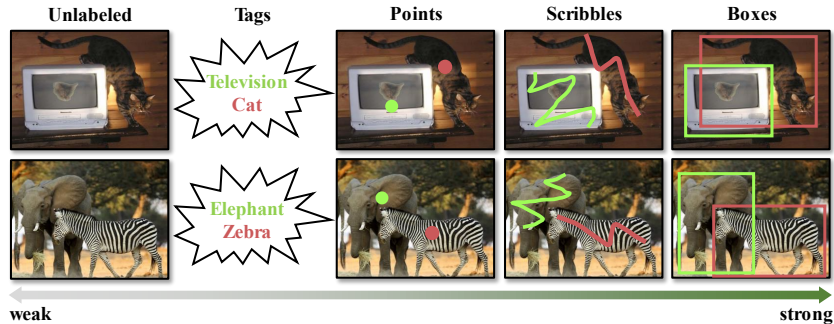 Unlabeled Tags Points Scribbles Boxes
Television
Cat
Elephant
Zebra
weak strong